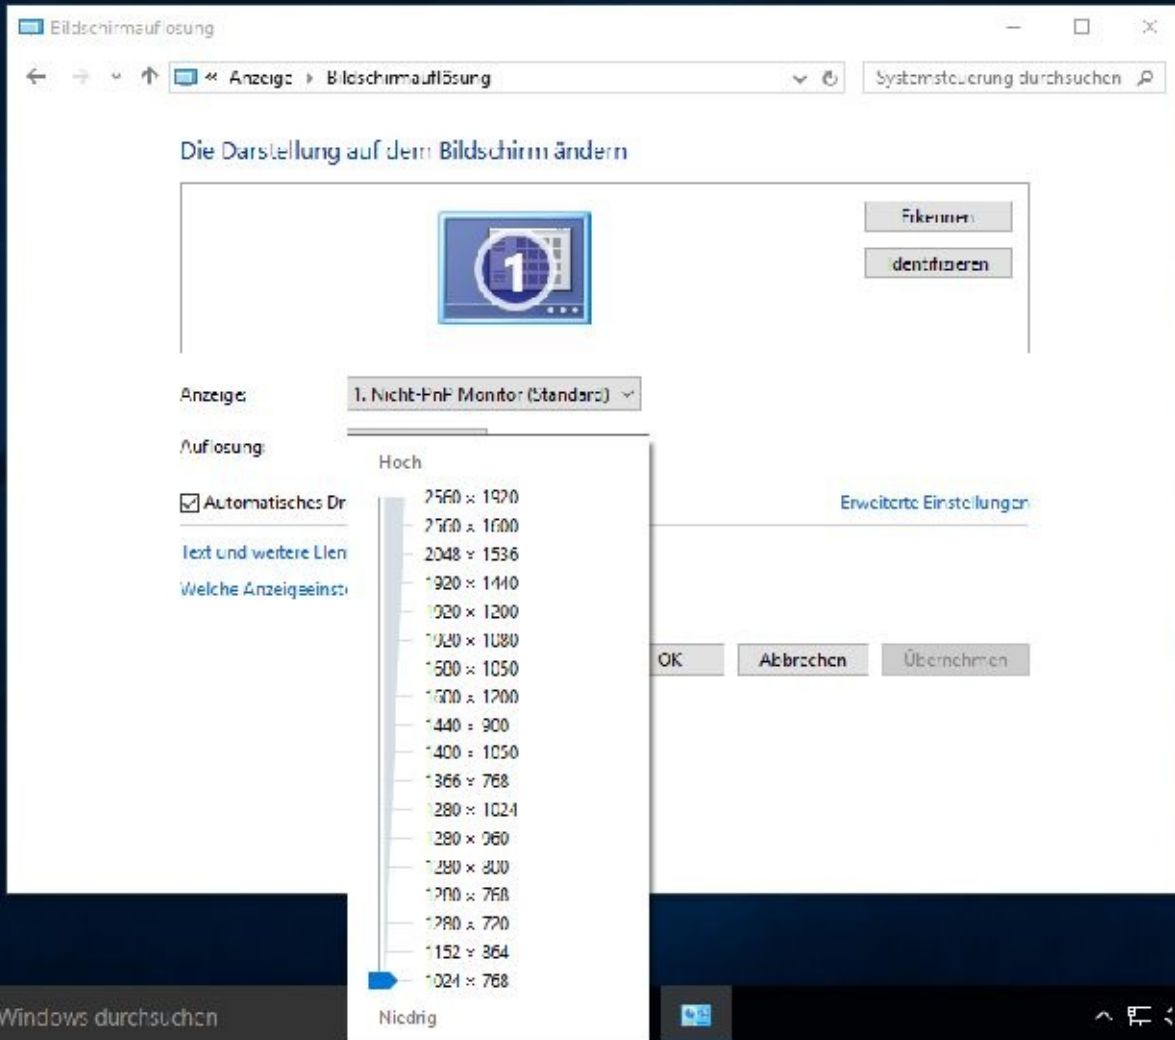 Bildschirmauflösung
« Anzeige › Bildschirmauflösung
Systemsteuerung durchsuchen
Die Darstellung auf dem Bildschirm ändern
1
Erkennen
Identifizieren
Anzeige:
1. Nicht-PnP Monitor (Standard)
Auflösung:
Hoch
2560 × 1920
2560 × 1600
2048 × 1536
1920 × 1440
1920 × 1200
1920 × 1080
1680 × 1050
1600 × 1200
1440 × 900
1400 × 1050
1366 × 768
1280 × 1024
1280 × 960
1280 × 800
1280 × 768
1280 × 720
1152 × 864
1024 × 768
Niedrig
Automatisches Dr
Erweiterte Einstellungen
Text und weitere Elem
Welche Anzeigeeinste
OK
Abbrechen
Übernehmen
Windows durchsuchen